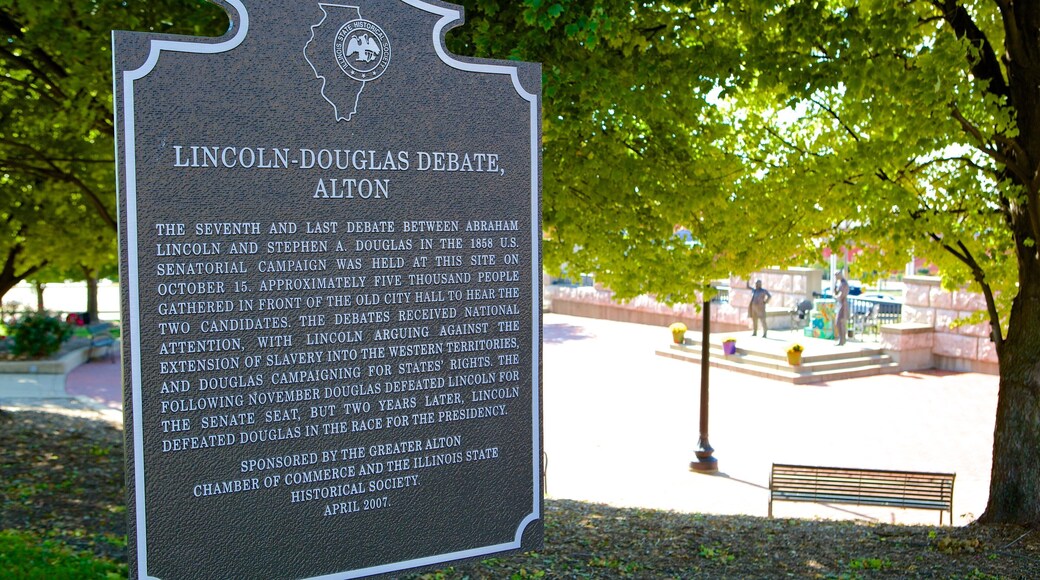 ILLINOIS STATE HISTORICAL SOCIETY
LINCOLN-DOUGLAS DEBATE,
ALTON
THE SEVENTH AND LAST DEBATE BETWEEN ABRAHAM
LINCOLN AND STEPHEN A. DOUGLAS IN THE 1858 U.S.
SENATORIAL CAMPAIGN WAS HELD AT THIS SITE ON
OCTOBER 15. APPROXIMATELY FIVE THOUSAND PEOPLE
GATHERED IN FRONT OF THE OLD CITY HALL TO HEAR THE
TWO CANDIDATES. THE DEBATES RECEIVED NATIONAL
ATTENTION, WITH LINCOLN ARGUING AGAINST THE
EXTENSION OF SLAVERY INTO THE WESTERN TERRITORIES,
AND DOUGLAS CAMPAIGNING FOR STATES' RIGHTS. THE
FOLLOWING NOVEMBER DOUGLAS DEFEATED LINCOLN FOR
THE SENATE SEAT, BUT TWO YEARS LATER, LINCOLN
DEFEATED DOUGLAS IN THE RACE FOR THE PRESIDENCY.
SPONSORED BY THE GREATER ALTON
CHAMBER OF COMMERCE AND THE ILLINOIS STATE
HISTORICAL SOCIETY.
APRIL 2007.